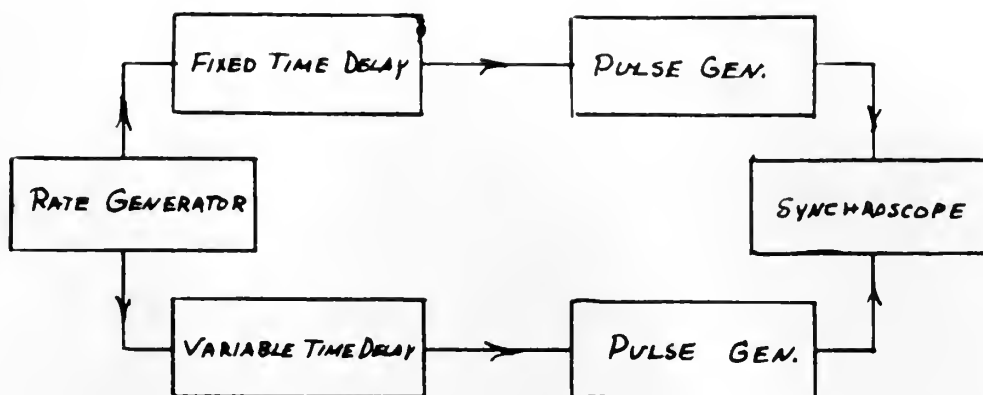 FIXED TIME DELAY
PULSE GEN.
RATE GENERATOR
SYNCHROSCOPE
VARIABLE TIME DELAY
PULSE GEN.